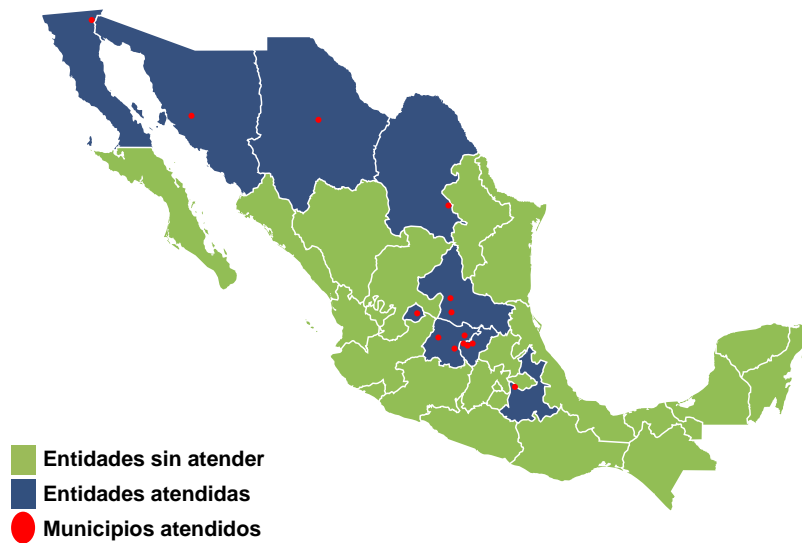 Entidades sin atender
Entidades atendidas
Municipios atendidos